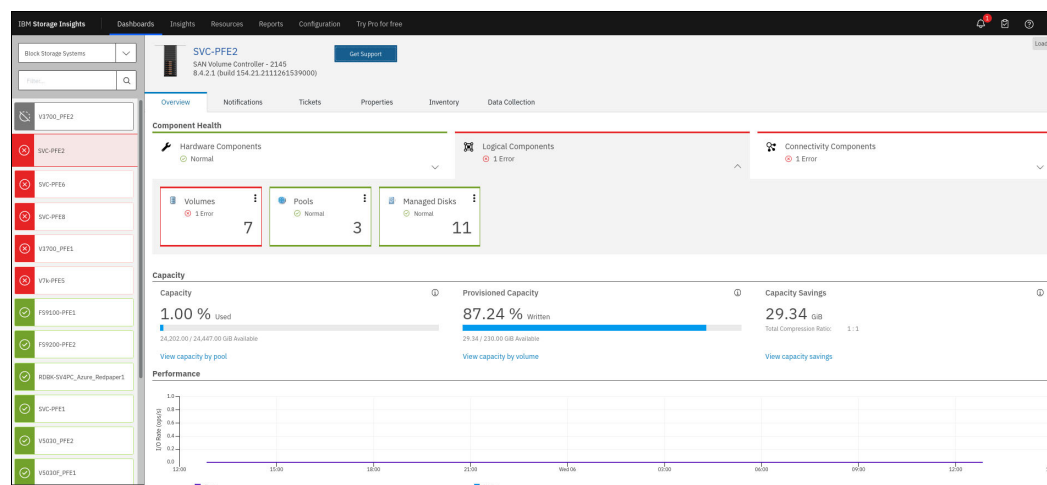 IBM Storage Insights Dashboards Insights Resources Reports Configuration Try Pro for free 1
Block Storage Systems
Filter...
V3700_PFE2
SVC-PFE2
SVC-PFE6
SVC-PFE8
V3700_PFE1
V7k-PFE5
FS9100-PFE1
FS9200-PFE2
RDBK-SV4PC_Azure_Redpaper1
SVC-PFE1
V5030_PFE2
V5030F_PFE1
SVC-PFE2
SAN Volume Controller - 2145
8.4.2.1 (build 154.21.2111261539000)
Get Support
Load
Overview Notifications Tickets Properties Inventory Data Collection
Component Health
Hardware Components
Normal
Logical Components
1 Error
Connectivity Components
1 Error
Volumes
1 Error
7
Pools
Normal
3
Managed Disks
Normal
11
Capacity
Capacity
1.00 % Used
24,202.00 / 24,447.00 GiB Available
View capacity by pool
Provisioned Capacity
87.24 % Written
29.34 / 230.00 GiB Available
View capacity by volume
Capacity Savings
29.34 GiB
Total Compression Ratio: 1 : 1
View capacity savings
Performance
I/O Rate (ops/s)
1.0
0.8
0.6
0.4
0.2
0.0
12:00 15:00 18:00 21:00 Wed 06 03:00 06:00 09:00 12:00